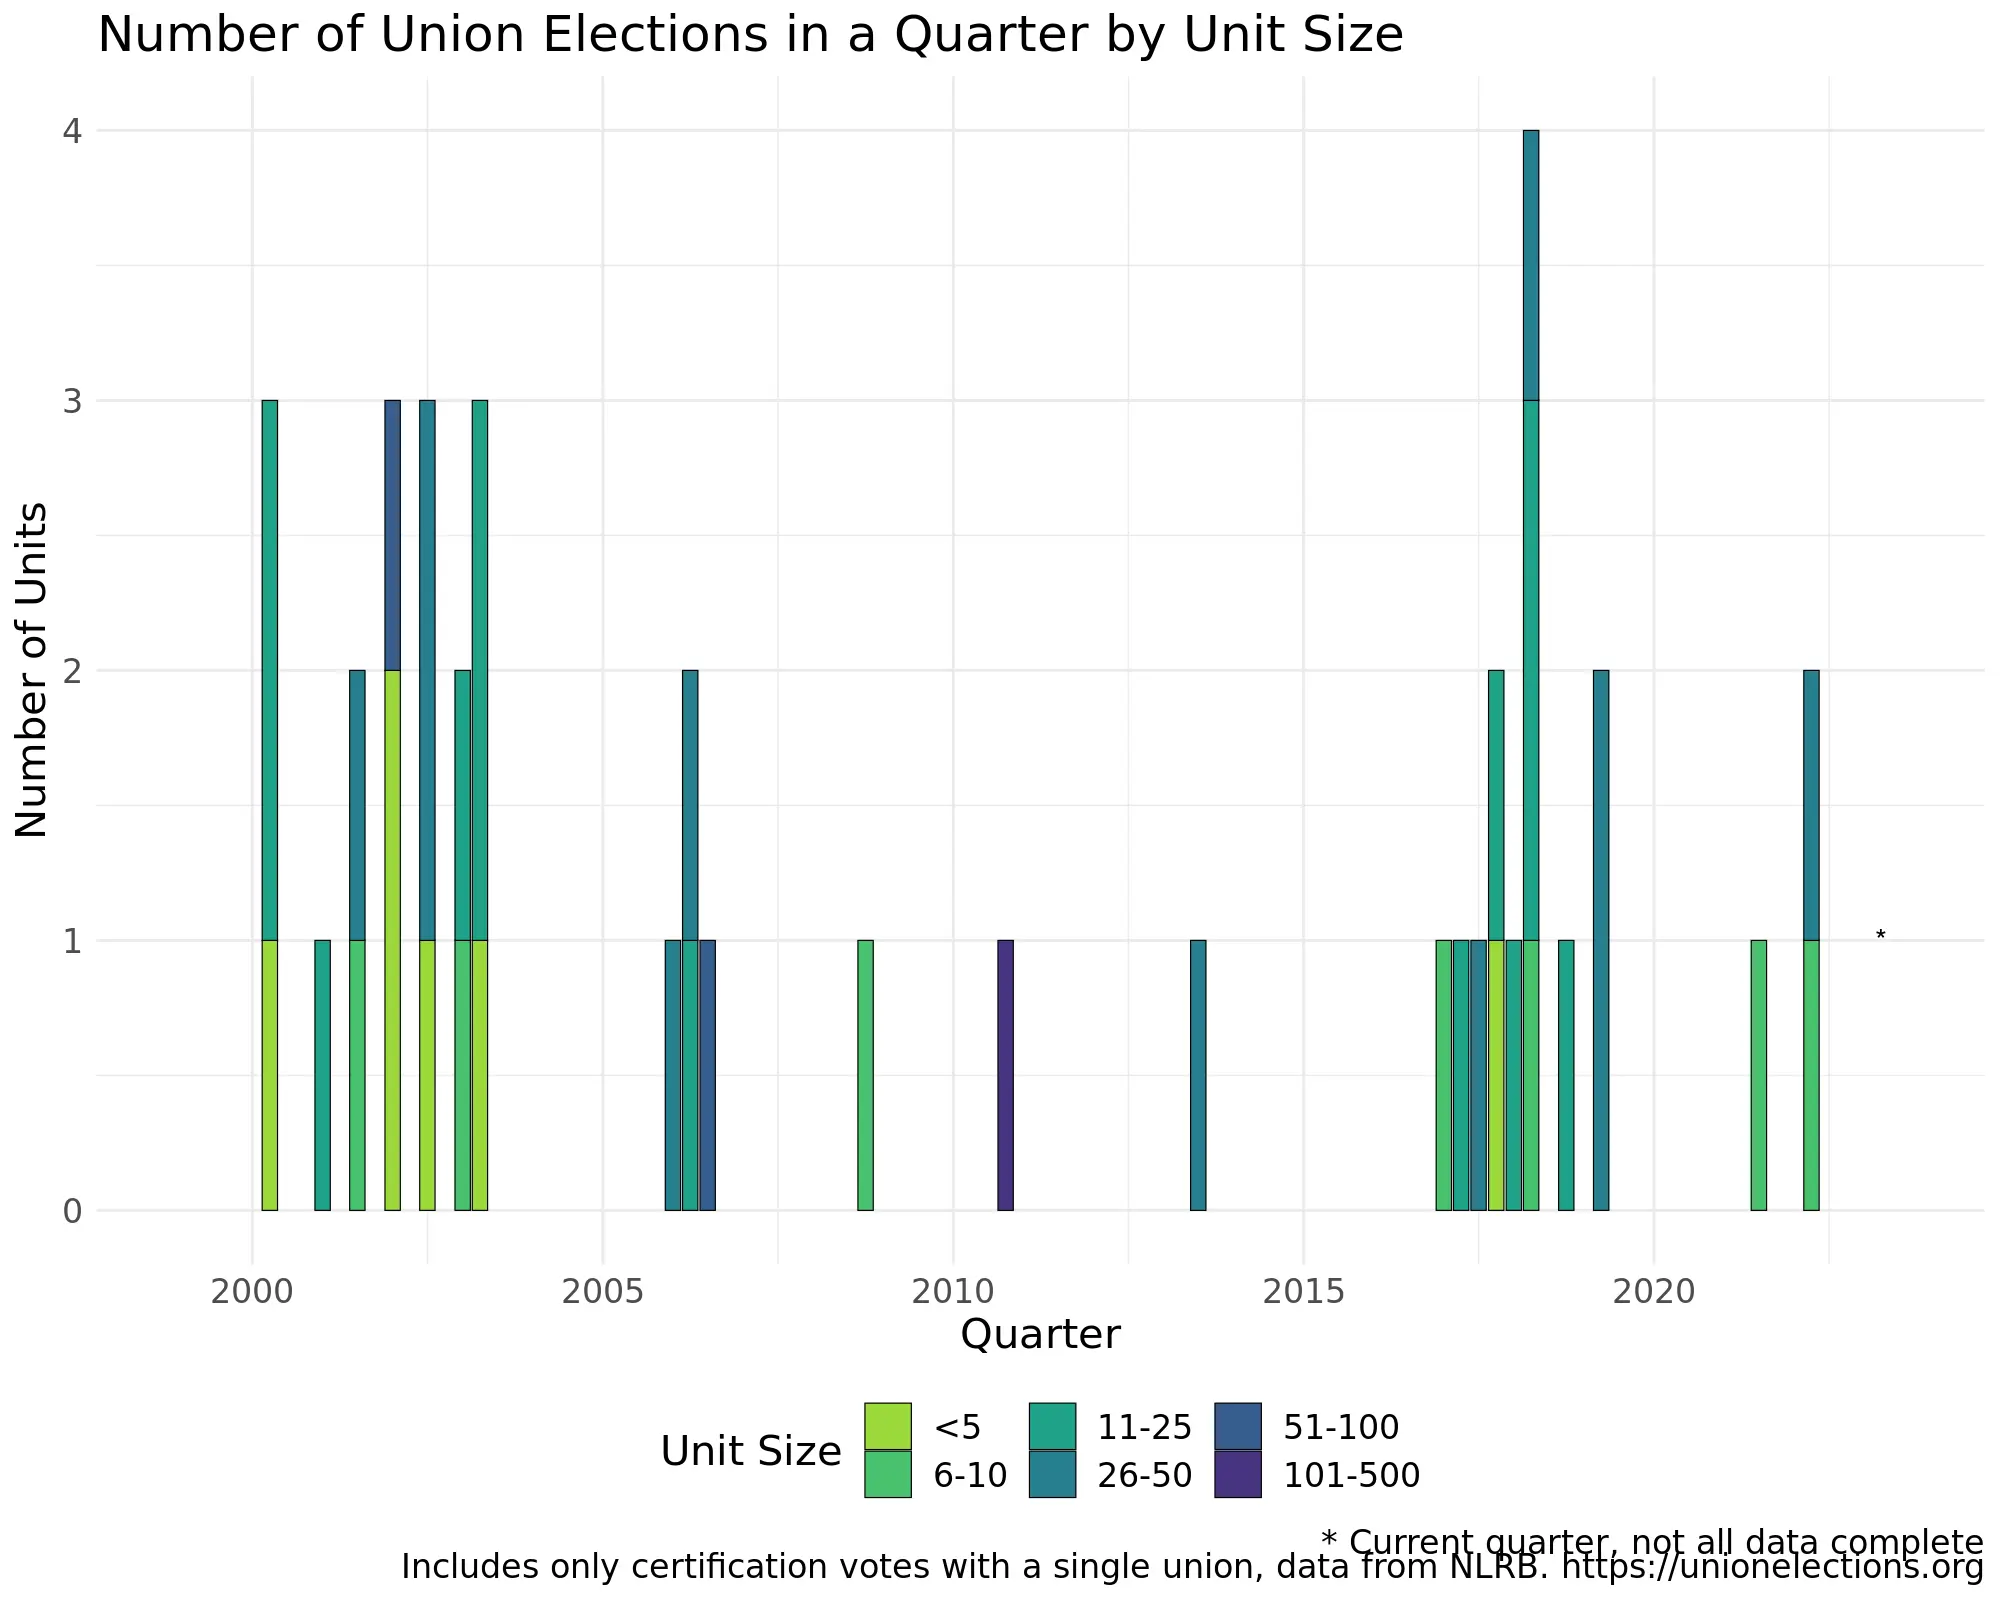 Number of Union Elections in a Quarter by Unit Size
Number of Units
4
3
2
1
0
*
2000 2005 2010 2015 2020
Quarter
Unit Size
<5 11-25 51-100
6-10 26-50 101-500
* Current quarter, not all data complete
Includes only certification votes with a single union, data from NLRB. https://unionelections.org